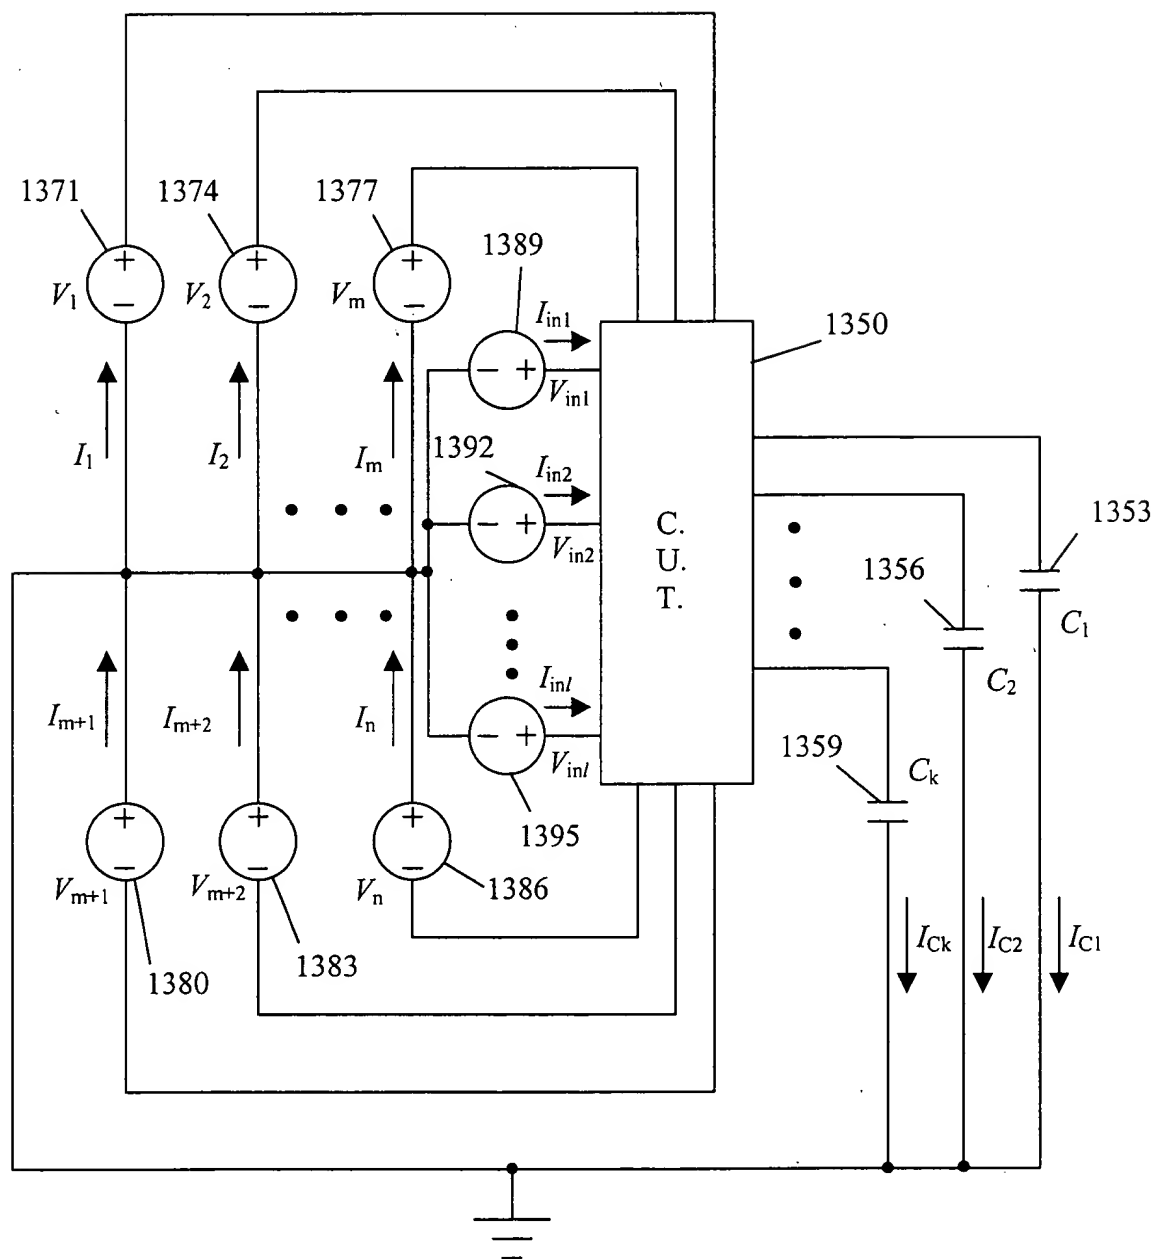 1371
1374
1377
1389
+
+
+
V1
V2
Vm
−
−
−
Iin1
1350
−
+
Vin1
I1
I2
Im
1392
Iin2
−
+
Vin2
C.
U.
T.
1353
1356
C1
C2
Im+1
Im+2
In
Iinl
−
+
Vinl
1359
Ck
1395
+
+
+
−
−
−
Vm+1
Vm+2
Vn
1386
1380
1383
ICk
IC2
IC1